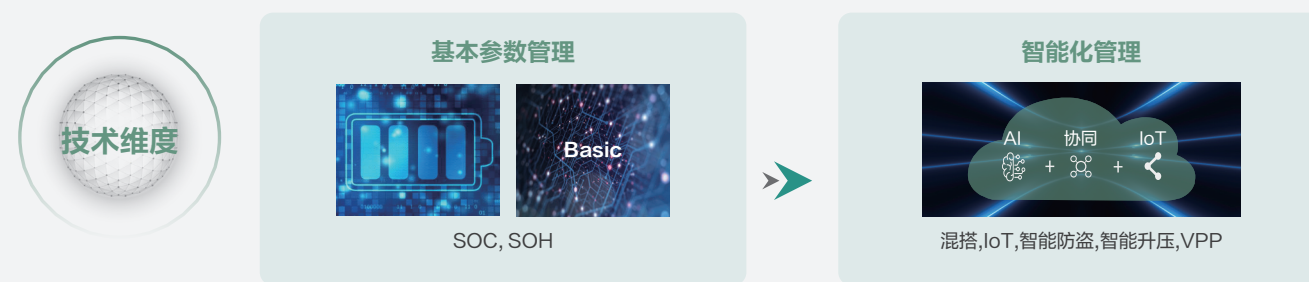 技术维度
基本参数管理
Basic
SOC, SOH
智能化管理
AI 协同 IoT
+ +
混搭,IoT,智能防盗,智能升压,VPP